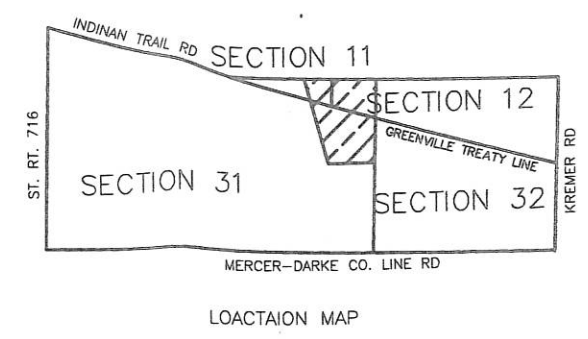 INDINAN TRAIL RD
SECTION 11
SECTION 12
ST. RT. 716
GREENVILLE TREATY LINE
KREMER RD
SECTION 31
SECTION 32
MERCER-DARKE CO. LINE RD
LOACTAION MAP